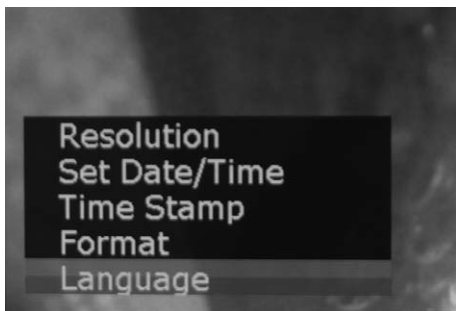 Resolution
Set Date/Time
Time Stamp
Format
Language